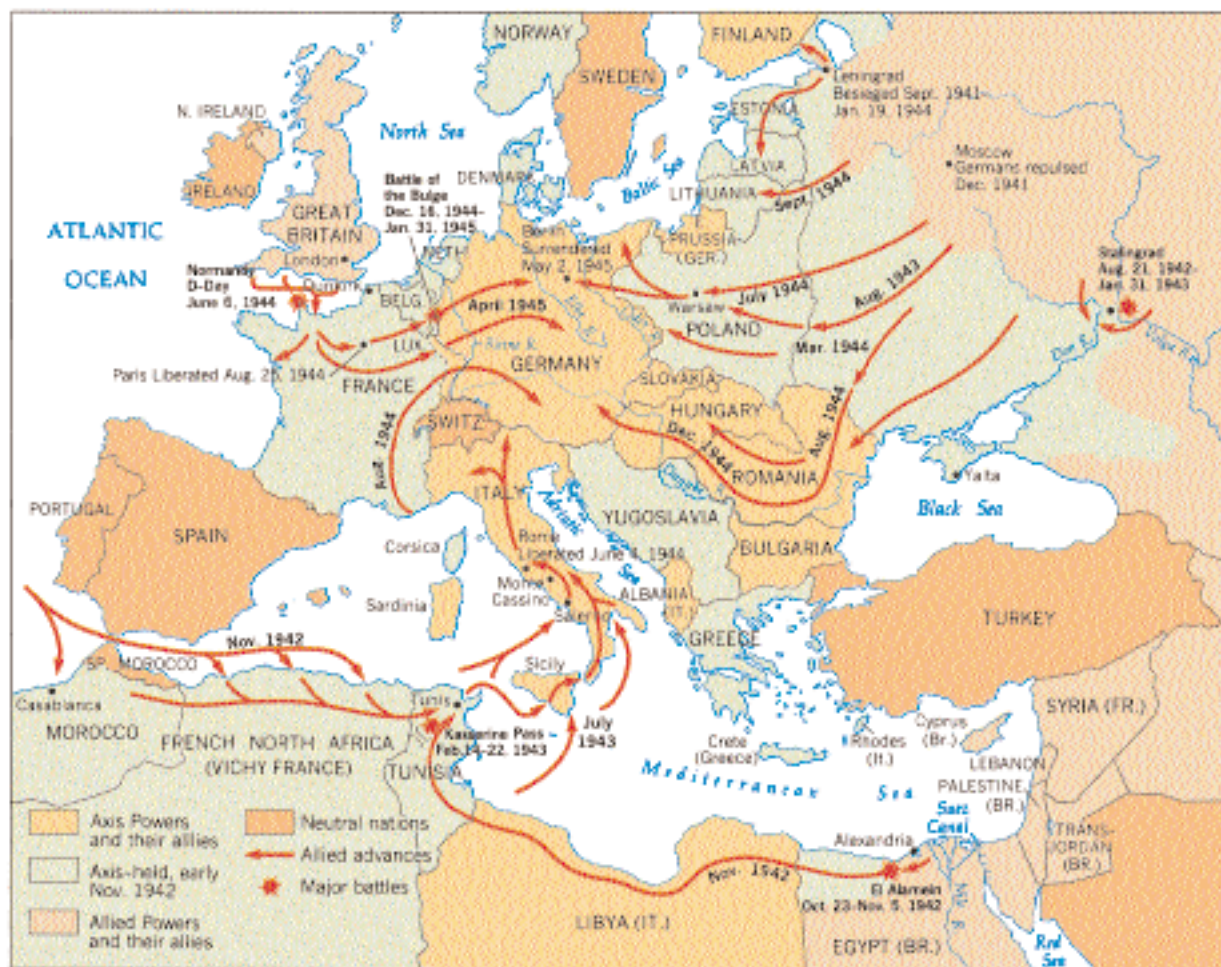 NORWAY
FINLAND
SWEDEN
Leningrad
Besieged Sept. 1941–
Jan. 19, 1944
N. IRELAND
North Sea
ESTONIA
Moscow
Germans repulsed
Dec. 1941
IRELAND
GREAT
BRITAIN
London
DENMARK
Baltic Sea
LATVIA
LITHUANIA
Sept. 1944
Battle of
the Bulge
Dec. 16, 1944–
Jan. 31, 1945
ATLANTIC
OCEAN
NETH.
Berlin
Surrendered
May 2, 1945
PRUSSIA
(GER.)
Normandy
D-Day
June 6, 1944
BELG.
April 1945
Warsaw
July 1944
Aug. 1943
Stalingrad
Aug. 21, 1942–
Jan. 31, 1943
POLAND
Mar. 1944
Don R.
Volga R.
LUX.
GERMANY
Paris Liberated Aug. 25, 1944
FRANCE
SLOVAKIA
HUNGARY
Aug. 1944
SWITZ.
Aug. 1944
Dec. 1944
ROMANIA
Yalta
Black Sea
PORTUGAL
SPAIN
ITALY
Adriatic
Sea
YUGOSLAVIA
BULGARIA
Corsica
Rome
Liberated June 4, 1944
Monte
Cassino
Salerno
ALBANIA
(IT.)
Sardinia
GREECE
TURKEY
Nov. 1942
SP. MOROCCO
Sicily
Casablanca
MOROCCO
Tunis
Kasserine Pass
Feb. 14–22, 1943
July
1943
FRENCH NORTH AFRICA
(VICHY FRANCE)
TUNISIA
Crete
(Greece)
Rhodes
(It.)
Cyprus
(Br.)
SYRIA (FR.)
LEBANON
PALESTINE
(BR.)
Mediterranean Sea
Suez
Canal
TRANS-
JORDAN
(BR.)
Alexandria
Nov. 1942
El Alamein
Oct. 23–Nov. 5, 1942
LIBYA (IT.)
EGYPT (BR.)
Red
Sea
Axis Powers
and their allies
Axis-held, early
Nov. 1942
Allied Powers
and their allies
Neutral nations
Allied advances
Major battles